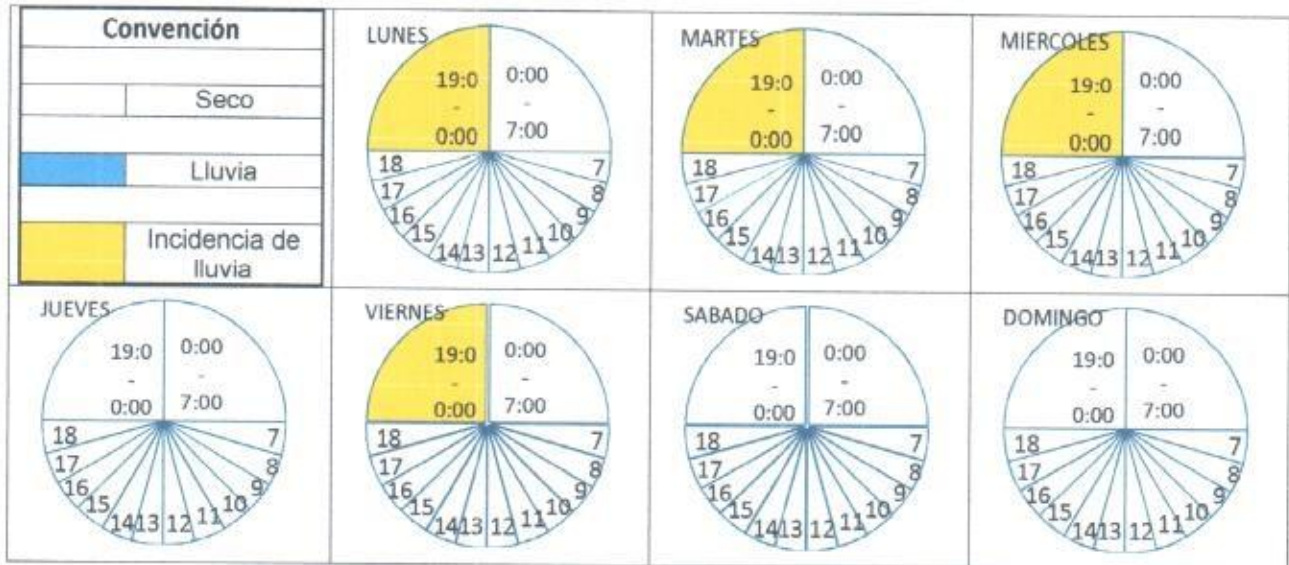 Convención
Seco
Lluvia
Incidencia de
lluvia
LUNES
19:0 0:00
- -
0:00 7:00
18 7
17 8
16 9
15 10
14 13 12 11
MARTES
19:0 0:00
- -
0:00 7:00
18 7
17 8
16 9
15 10
14 13 12 11
MIERCOLES
19:0 0:00
- -
0:00 7:00
18 7
17 8
16 9
15 10
14 13 12 11
JUEVES
19:0 0:00
- -
0:00 7:00
18 7
17 8
16 9
15 10
14 13 12 11
VIERNES
19:0 0:00
- -
0:00 7:00
18 7
17 8
16 9
15 10
14 13 12 11
SABADO
19:0 0:00
- -
0:00 7:00
18 7
17 8
16 9
15 10
14 13 12 11
DOMINGO
19:0 0:00
- -
0:00 7:00
18 7
17 8
16 9
15 10
14 13 12 11